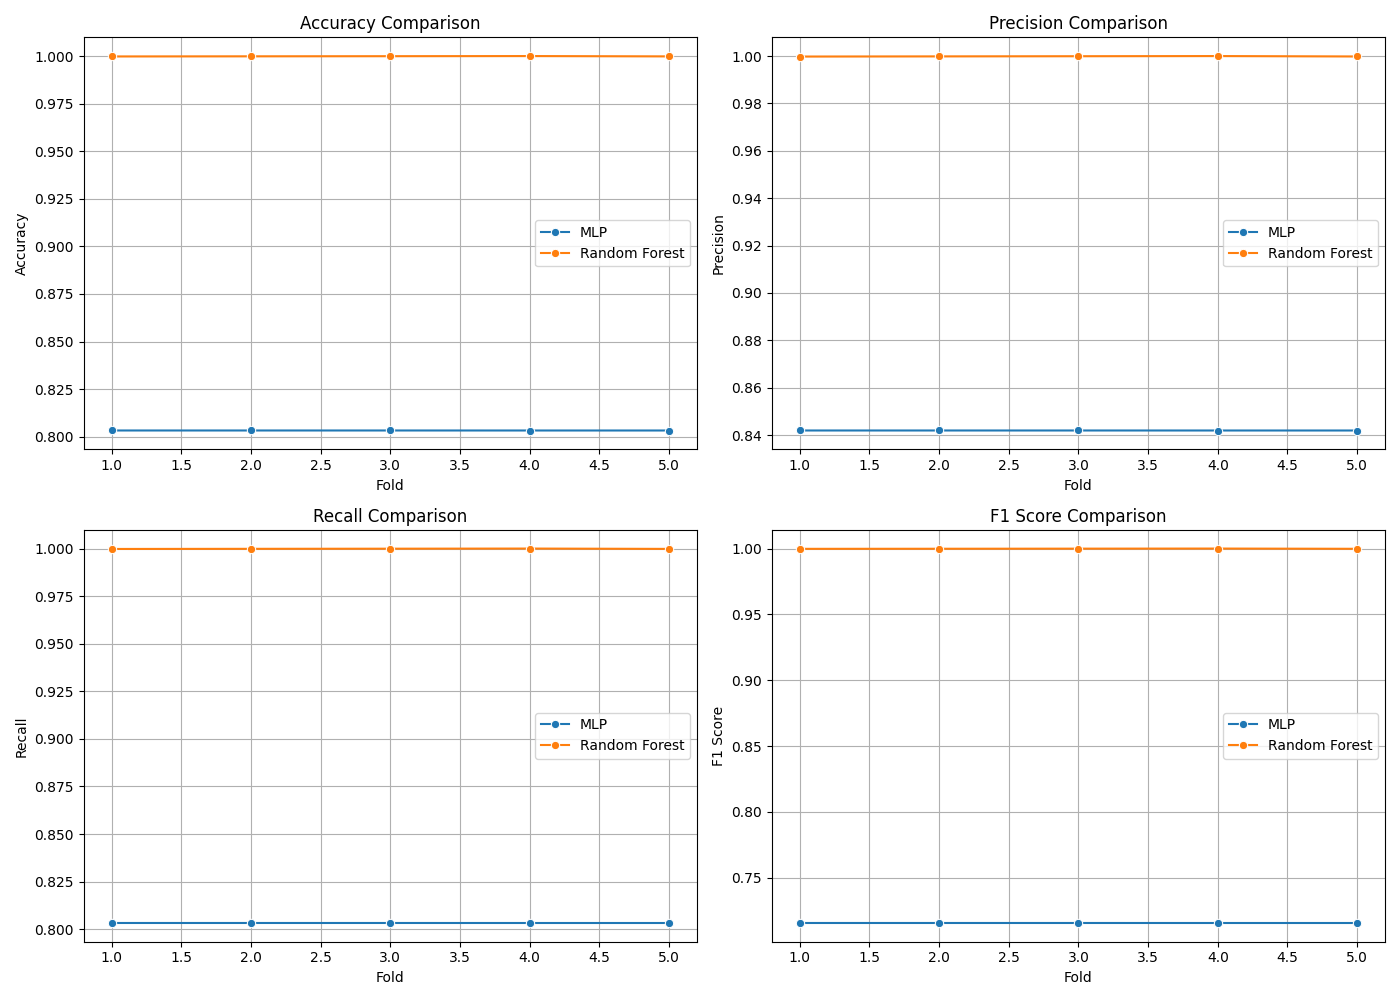 Accuracy Comparison
Accuracy
1.000
0.975
0.950
0.925
0.900
0.875
0.850
0.825
0.800
MLP
Random Forest
1.0 1.5 2.0 2.5 3.0 3.5 4.0 4.5 5.0
Fold
Precision Comparison
Precision
1.00
0.98
0.96
0.94
0.92
0.90
0.88
0.86
0.84
MLP
Random Forest
1.0 1.5 2.0 2.5 3.0 3.5 4.0 4.5 5.0
Fold
Recall Comparison
Recall
1.000
0.975
0.950
0.925
0.900
0.875
0.850
0.825
0.800
MLP
Random Forest
1.0 1.5 2.0 2.5 3.0 3.5 4.0 4.5 5.0
Fold
F1 Score Comparison
F1 Score
1.00
0.95
0.90
0.85
0.80
0.75
MLP
Random Forest
1.0 1.5 2.0 2.5 3.0 3.5 4.0 4.5 5.0
Fold